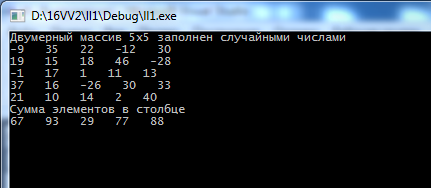 D:\16VV2\ll1\Debug\ll1.exe
Двумерный массив 5x5 заполнен случайными числами
-9 35 22 -12 30
19 15 18 46 -28
-1 17 1 11 13
37 16 -26 30 33
21 10 14 2 40
Сумма элементов в столбце
67 93 29 77 88